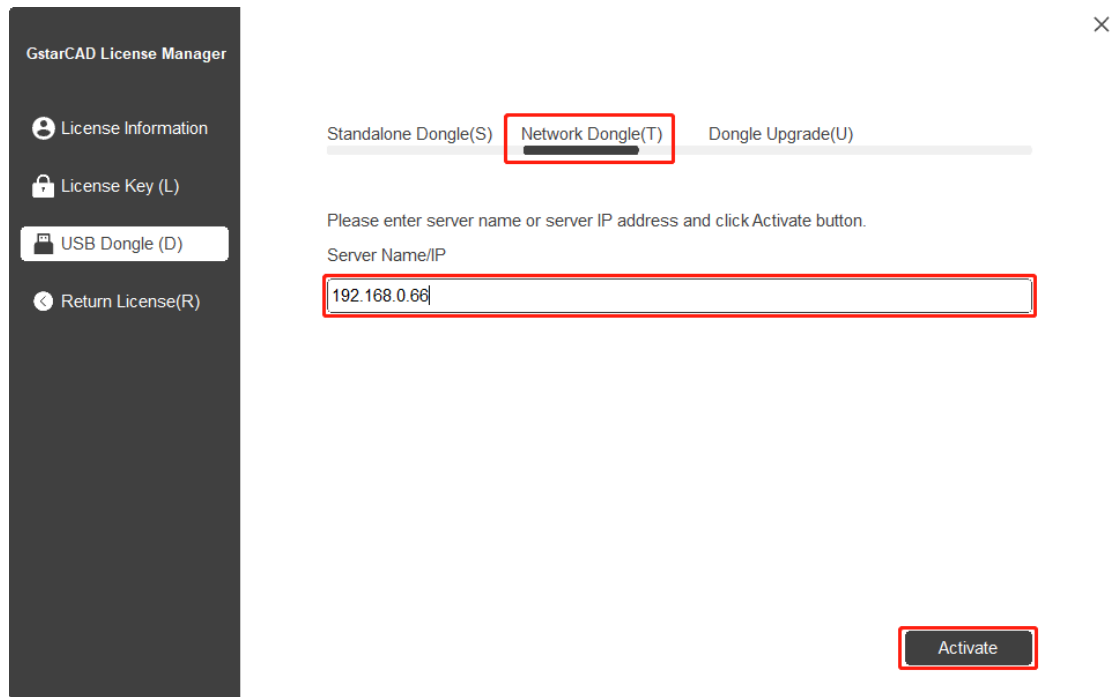 GstarCAD License Manager
License Information
License Key (L)
USB Dongle (D)
Return License(R)
Standalone Dongle(S)
Network Dongle(T)
Dongle Upgrade(U)
Please enter server name or server IP address and click Activate button.
Server Name/IP
192.168.0.66
Activate